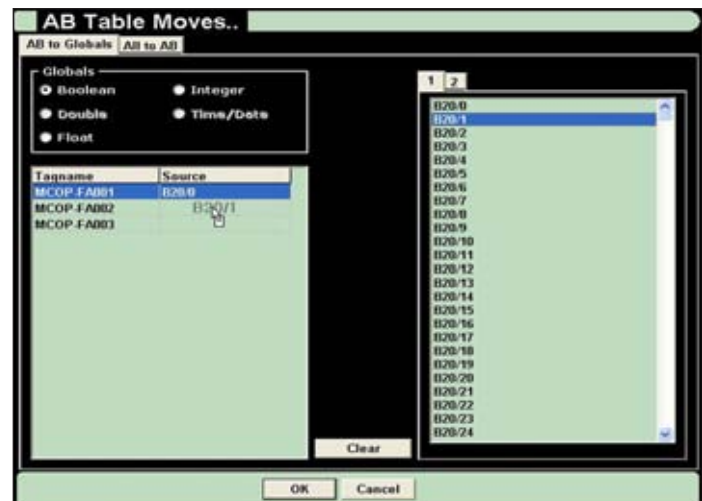 AB Table Moves..
AB to Globals AB to AB
Globals
Boolean Integer
Double Time/Date
Float
Tagname Source
MCOP-FA001 B20/0
MCOP-FA002 B20/1
MCOP-FA003
1 2
B20/0
B20/1
B20/2
B20/3
B20/4
B20/5
B20/6
B20/7
B20/8
B20/9
B20/10
B20/11
B20/12
B20/13
B20/14
B20/15
B20/16
B20/17
B20/18
B20/19
B20/20
B20/21
B20/22
B20/23
B20/24
Clear
OK Cancel